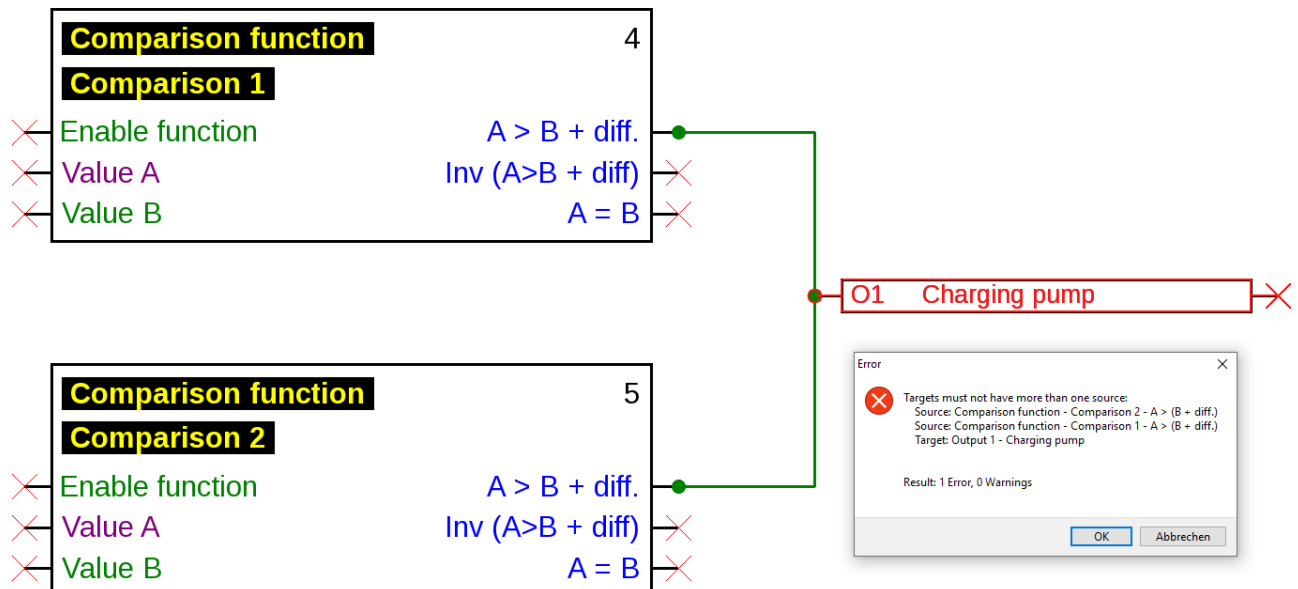 Comparison function 4
Comparison 1
Enable function A > B + diff.
Value A Inv (A>B + diff)
Value B A = B
O1 Charging pump
Comparison function 5
Comparison 2
Enable function A > B + diff.
Value A Inv (A>B + diff)
Value B A = B
Error
Targets must not have more than one source:
Source: Comparison function - Comparison 2 - A > (B + diff.)
Source: Comparison function - Comparison 1 - A > (B + diff.)
Target: Output 1 - Charging pump
Result: 1 Error, 0 Warnings
OK Abbrechen